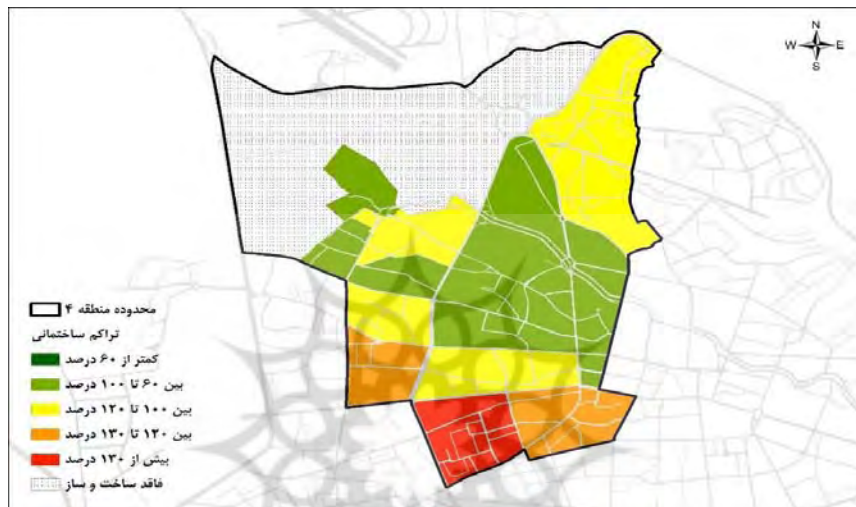 N
W E
S
محدوده منطقه ۴
تراکم ساختمانی
کمتر از ۶۰ درصد
بین ۶۰ تا ۱۰۰ درصد
بین ۱۰۰ تا ۱۲۰ درصد
بین ۱۲۰ تا ۱۳۰ درصد
بیش از ۱۳۰ درصد
فاقد ساخت و ساز